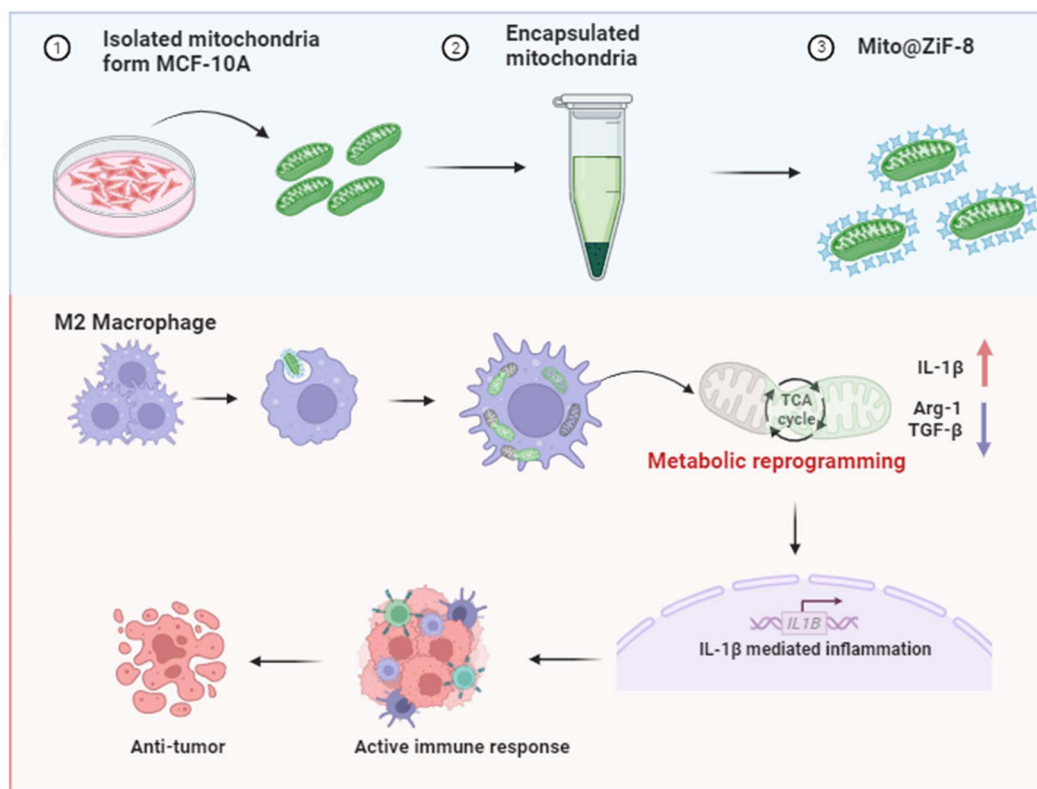 1
Isolated mitochondria
form MCF-10A
2
Encapsulated
mitochondria
3
Mito@ZiF-8
M2 Macrophage
TCA
cycle
IL-1β
Arg-1
TGF-β
Metabolic reprogramming
IL1B
IL-1β mediated inflammation
Anti-tumor
Active immune response